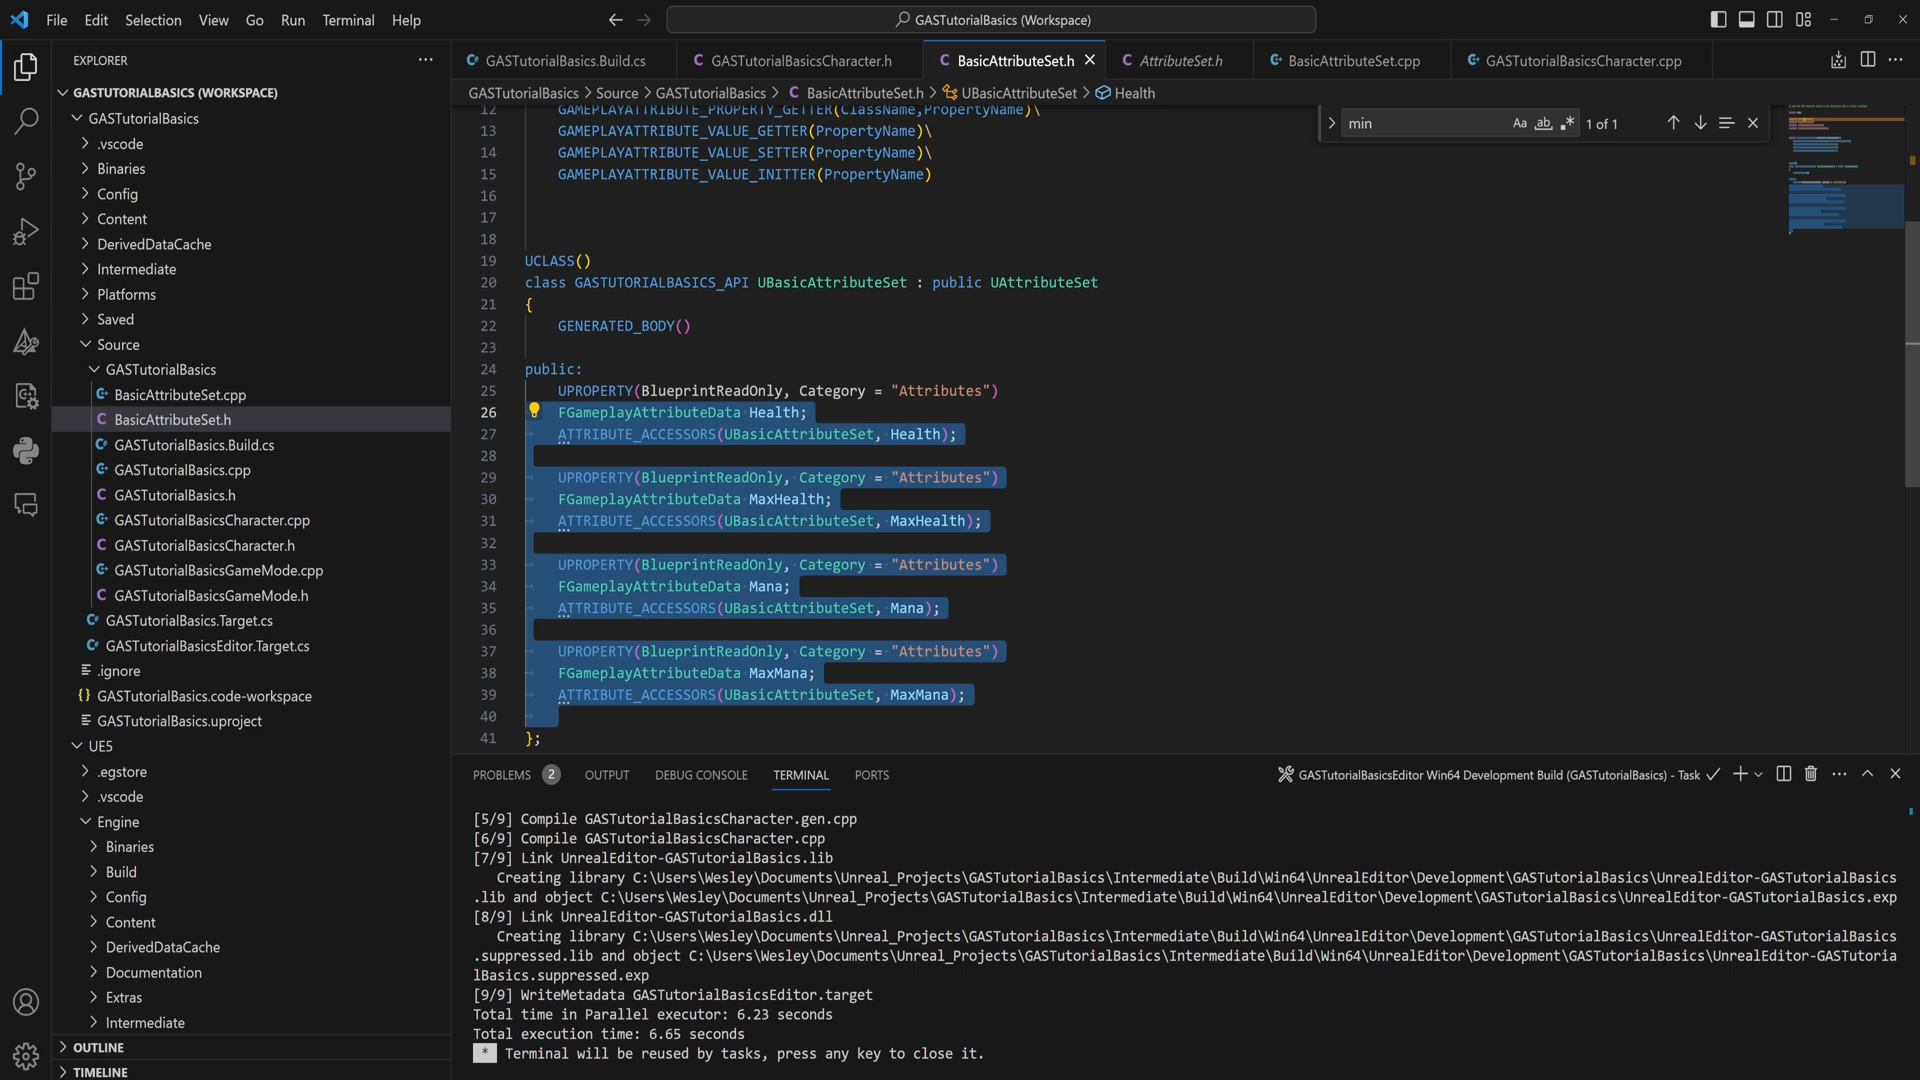 File Edit Selection View Go Run Terminal Help
GASTutorialBasics (Workspace)
EXPLORER
GASTUTORIALBASICS (WORKSPACE)
GASTutorialBasics
.vscode
Binaries
Config
Content
DerivedDataCache
Intermediate
Platforms
Saved
Source
GASTutorialBasics
BasicAttributeSet.cpp
BasicAttributeSet.h
GASTutorialBasics.Build.cs
GASTutorialBasics.cpp
GASTutorialBasics.h
GASTutorialBasicsCharacter.cpp
GASTutorialBasicsCharacter.h
GASTutorialBasicsGameMode.cpp
GASTutorialBasicsGameMode.h
GASTutorialBasics.Target.cs
GASTutorialBasicsEditor.Target.cs
.ignore
GASTutorialBasics.code-workspace
GASTutorialBasics.uproject
UE5
.egstore
.vscode
Engine
Binaries
Build
Config
Content
DerivedDataCache
Documentation
Extras
Intermediate
OUTLINE
TIMELINE
GASTutorialBasics.Build.cs GASTutorialBasicsCharacter.h BasicAttributeSet.h AttributeSet.h BasicAttributeSet.cpp GASTutorialBasicsCharacter.cpp
GASTutorialBasics > Source > GASTutorialBasics > BasicAttributeSet.h > UBasicAttributeSet > Health
min Aa ab .* 1 of 1
12 GAMEPLAYATTRIBUTE_PROPERTY_GETTER(ClassName,PropertyName)\
13 GAMEPLAYATTRIBUTE_VALUE_GETTER(PropertyName)\
14 GAMEPLAYATTRIBUTE_VALUE_SETTER(PropertyName)\
15 GAMEPLAYATTRIBUTE_VALUE_INITTER(PropertyName)
16
17
18
19 UCLASS()
20 class GASTUTORIALBASICS_API UBasicAttributeSet : public UAttributeSet
21 {
22 GENERATED_BODY()
23
24 public:
25 UPROPERTY(BlueprintReadOnly, Category = "Attributes")
26 FGameplayAttributeData Health;
27 ATTRIBUTE_ACCESSORS(UBasicAttributeSet, Health);
28
29 UPROPERTY(BlueprintReadOnly, Category = "Attributes")
30 FGameplayAttributeData MaxHealth;
31 ATTRIBUTE_ACCESSORS(UBasicAttributeSet, MaxHealth);
32
33 UPROPERTY(BlueprintReadOnly, Category = "Attributes")
34 FGameplayAttributeData Mana;
35 ATTRIBUTE_ACCESSORS(UBasicAttributeSet, Mana);
36
37 UPROPERTY(BlueprintReadOnly, Category = "Attributes")
38 FGameplayAttributeData MaxMana;
39 ATTRIBUTE_ACCESSORS(UBasicAttributeSet, MaxMana);
40
41 };
PROBLEMS 2 OUTPUT DEBUG CONSOLE TERMINAL PORTS
GASTutorialBasicsEditor Win64 Development Build (GASTutorialBasics) - Task
[5/9] Compile GASTutorialBasicsCharacter.gen.cpp
[6/9] Compile GASTutorialBasicsCharacter.cpp
[7/9] Link UnrealEditor-GASTutorialBasics.lib
Creating library C:\Users\Wesley\Documents\Unreal_Projects\GASTutorialBasics\Intermediate\Build\Win64\UnrealEditor\Development\GASTutorialBasics\UnrealEditor-GASTutorialBasics
.lib and object C:\Users\Wesley\Documents\Unreal_Projects\GASTutorialBasics\Intermediate\Build\Win64\UnrealEditor\Development\GASTutorialBasics\UnrealEditor-GASTutorialBasics.exp
[8/9] Link UnrealEditor-GASTutorialBasics.dll
Creating library C:\Users\Wesley\Documents\Unreal_Projects\GASTutorialBasics\Intermediate\Build\Win64\UnrealEditor\Development\GASTutorialBasics\UnrealEditor-GASTutorialBasics
.suppressed.lib and object C:\Users\Wesley\Documents\Unreal_Projects\GASTutorialBasics\Intermediate\Build\Win64\UnrealEditor\Development\GASTutorialBasics\UnrealEditor-GASTutoria
lBasics.suppressed.exp
[9/9] WriteMetadata GASTutorialBasicsEditor.target
Total time in Parallel executor: 6.23 seconds
Total execution time: 6.65 seconds
* Terminal will be reused by tasks, press any key to close it.